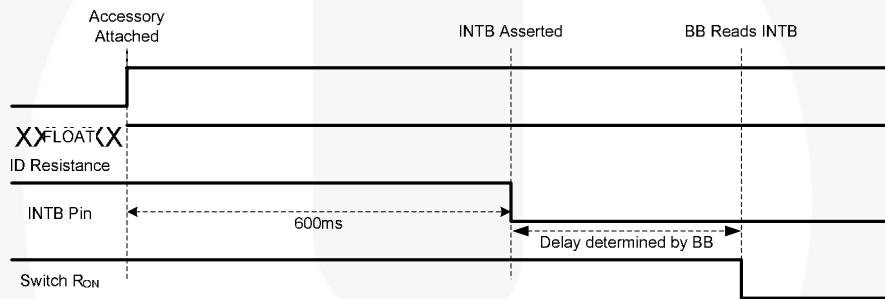 Accessory
Attached
INTB Asserted
BB Reads INTB
FLOAT
ID Resistance
INTB Pin
600ms
Delay determined by BB
Switch RON